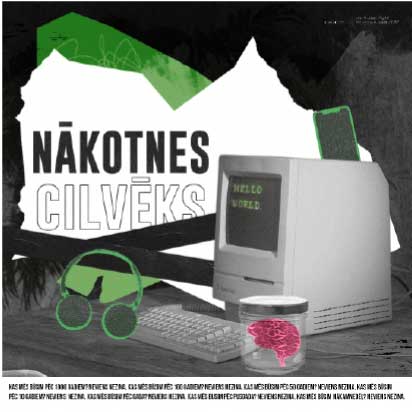 NĀKOTNES
CILVĒKS
HELLO
WORLD.
KAS MĒS BŪSIM PĒC 1000 GADIEM? NEVIENS NEZINA. KAS MĒS BŪSIM PĒC 100 GADIEM? NEVIENS NEZINA. KAS MĒS BŪSIM PĒC 50 GADIEM? NEVIENS NEZINA. KAS MĒS BŪSIM
PĒC 10 GADIEM? NEVIENS NEZINA. KAS MĒS BŪSIM PĒC GADA? NEVIENS NEZINA. KAS MĒS BŪSIM PĒC PUSGADA? NEVIENS NEZINA. KAS MĒS BŪSIM NĀKAMNEDĒĻ? NEVIENS NEZINA.